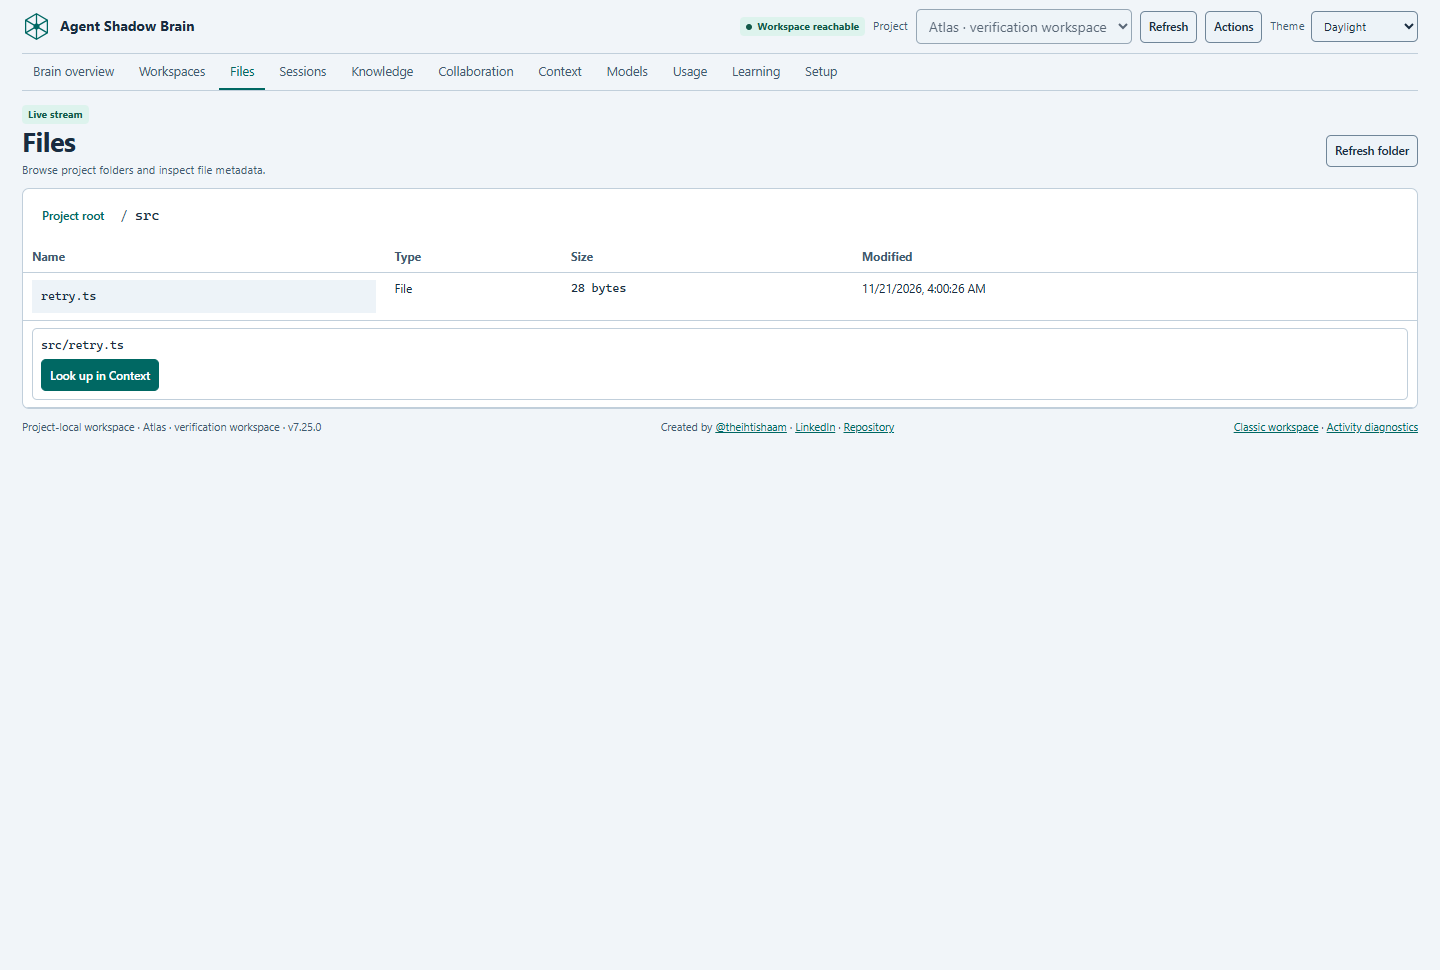 Agent Shadow Brain
Workspace reachable Project Atlas · verification workspace Refresh Actions Theme Daylight
Brain overview Workspaces Files Sessions Knowledge Collaboration Context Models Usage Learning Setup
Live stream
Files
Refresh folder
Browse project folders and inspect file metadata.
Project root / src
Name Type Size Modified
retry.ts File 28 bytes 11/21/2026, 4:00:26 AM
src/retry.ts
Look up in Context
Project-local workspace · Atlas · verification workspace · v7.25.0 Created by @theihtishaam · LinkedIn · Repository Classic workspace · Activity diagnostics